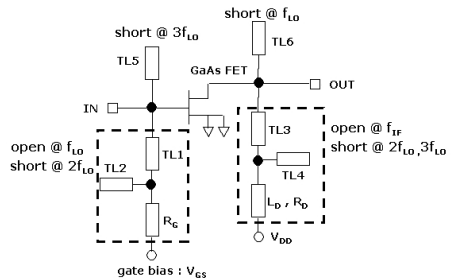 short @ 3f_LO
short @ f_LO
TL5
TL6
GaAs FET
IN
OUT
open @ f_LO
short @ 2f_LO
TL1
TL2
R_G
TL3
TL4
L_D , R_D
open @ f_IF
short @ 2f_LO ,3f_LO
V_DD
gate bias : V_GS